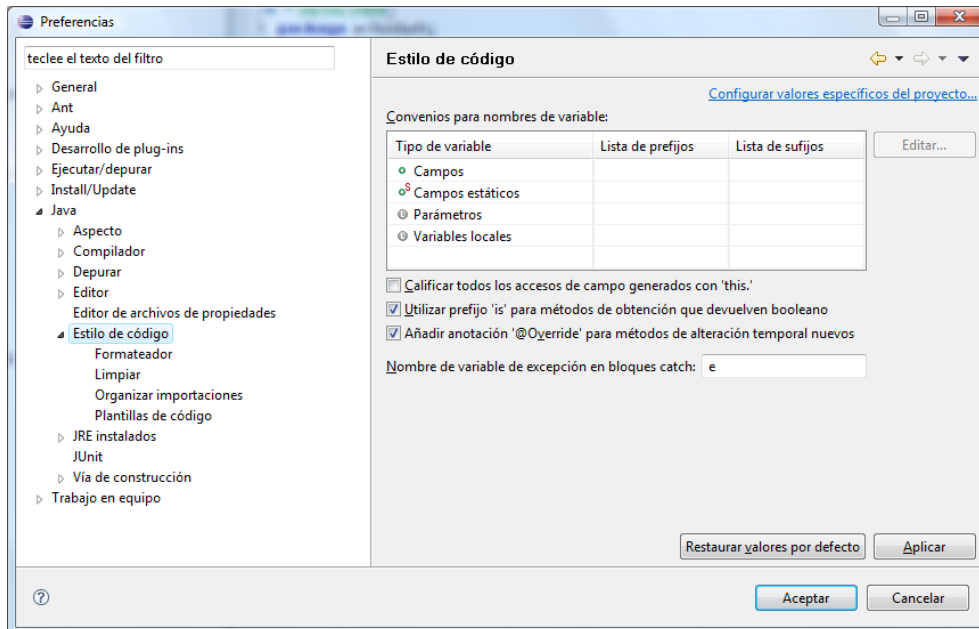 Preferencias
package
teclee el texto del filtro
General
Ant
Ayuda
Desarrollo de plug-ins
Ejecutar/depurar
Install/Update
Java
Aspecto
Compilador
Depurar
Editor
Editor de archivos de propiedades
Estilo de código
Formateador
Limpiar
Organizar importaciones
Plantillas de código
JRE instalados
JUnit
Vía de construcción
Trabajo en equipo
Estilo de código
Configurar valores específicos del proyecto...
Convenios para nombres de variable:
Tipo de variable Lista de prefijos Lista de sufijos
Campos
Campos estáticos
Parámetros
Variables locales
Editar...
Calificar todos los accesos de campo generados con 'this.'
Utilizar prefijo 'is' para métodos de obtención que devuelven booleano
Añadir anotación '@Override' para métodos de alteración temporal nuevos
Nombre de variable de excepción en bloques catch: e
Restaurar valores por defecto Aplicar
Aceptar Cancelar